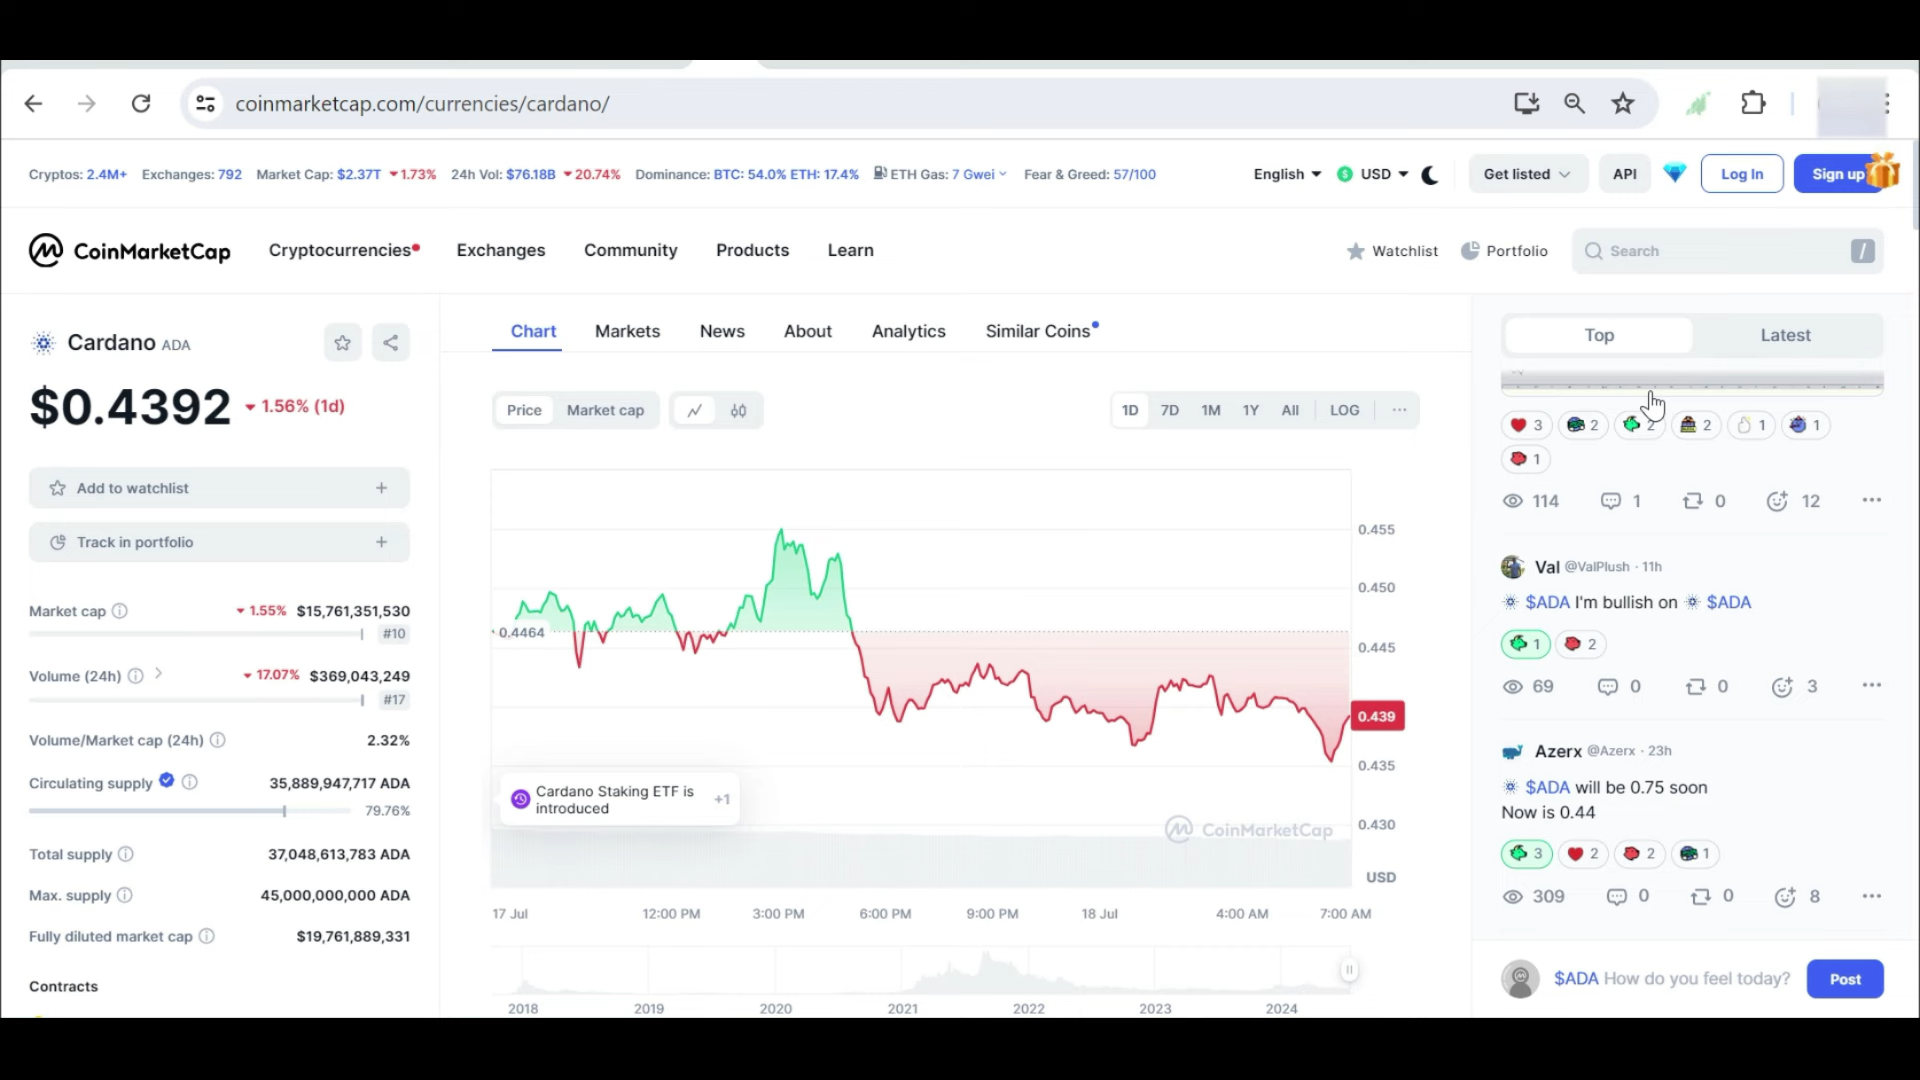 coinmarketcap.com/currencies/cardano/
Cryptos: 2.4M+ Exchanges: 792 Market Cap: $2.37T 1.73% 24h Vol: $76.18B 20.74% Dominance: BTC: 54.0% ETH: 17.4% ETH Gas: 7 Gwei Fear & Greed: 57/100
English USD Get listed API Log In Sign up
CoinMarketCap Cryptocurrencies Exchanges Community Products Learn Watchlist Portfolio Search /
Cardano ADA
$0.4392 1.56% (1d)
Add to watchlist +
Track in portfolio +
Market cap 1.55% $15,761,351,530
#10
Volume (24h) 17.07% $369,043,249
#17
Volume/Market cap (24h) 2.32%
Circulating supply 35,889,947,717 ADA
79.76%
Total supply 37,048,613,783 ADA
Max. supply 45,000,000,000 ADA
Fully diluted market cap $19,761,889,331
Contracts
Chart Markets News About Analytics Similar Coins
Price Market cap 1D 7D 1M 1Y All LOG ...
0.455
0.450
0.4464
0.445
0.439
0.435
0.430
Cardano Staking ETF is
introduced
+1
CoinMarketCap
USD
17 Jul 12:00 PM 3:00 PM 6:00 PM 9:00 PM 18 Jul 4:00 AM 7:00 AM
2018 2019 2020 2021 2022 2023 2024
Top Latest
3 2 2 2 1 1
1
114 1 0 12 ...
Val @ValPlush · 11h
$ADA I'm bullish on $ADA
1 2
69 0 0 3 ...
Azerx @Azerx · 23h
$ADA will be 0.75 soon
Now is 0.44
3 2 2 1
309 0 0 8 ...
$ADA How do you feel today? Post